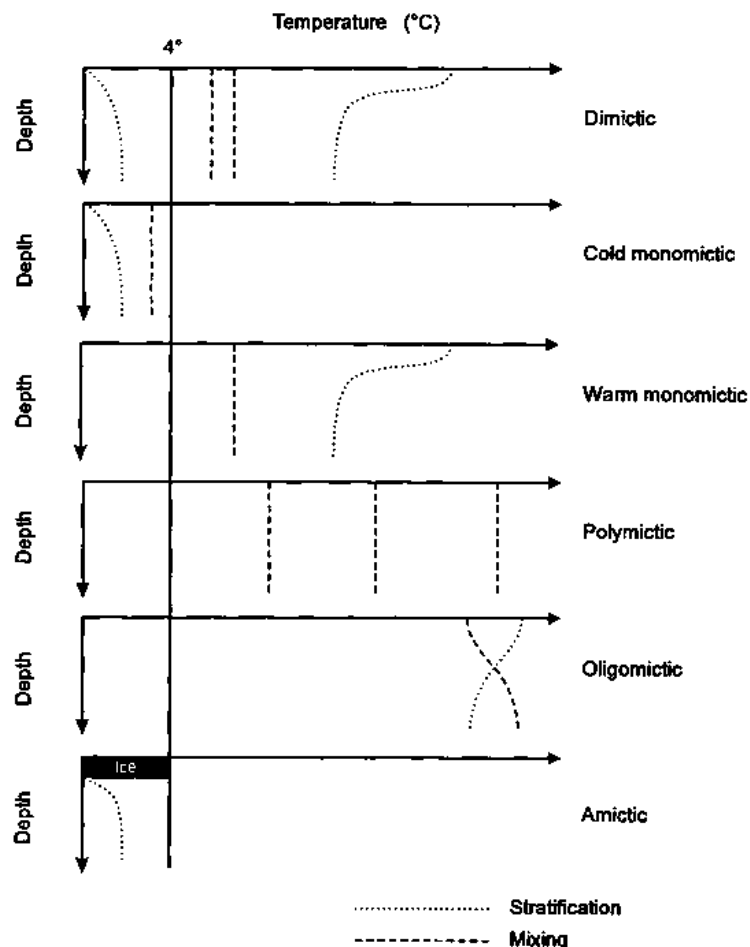 Temperature (°C)
4°
Depth
Dimictic
Depth
Cold monomictic
Depth
Warm monomictic
Depth
Polymictic
Depth
Oligomictic
Ice
Depth
Amictic
Stratification
Mixing